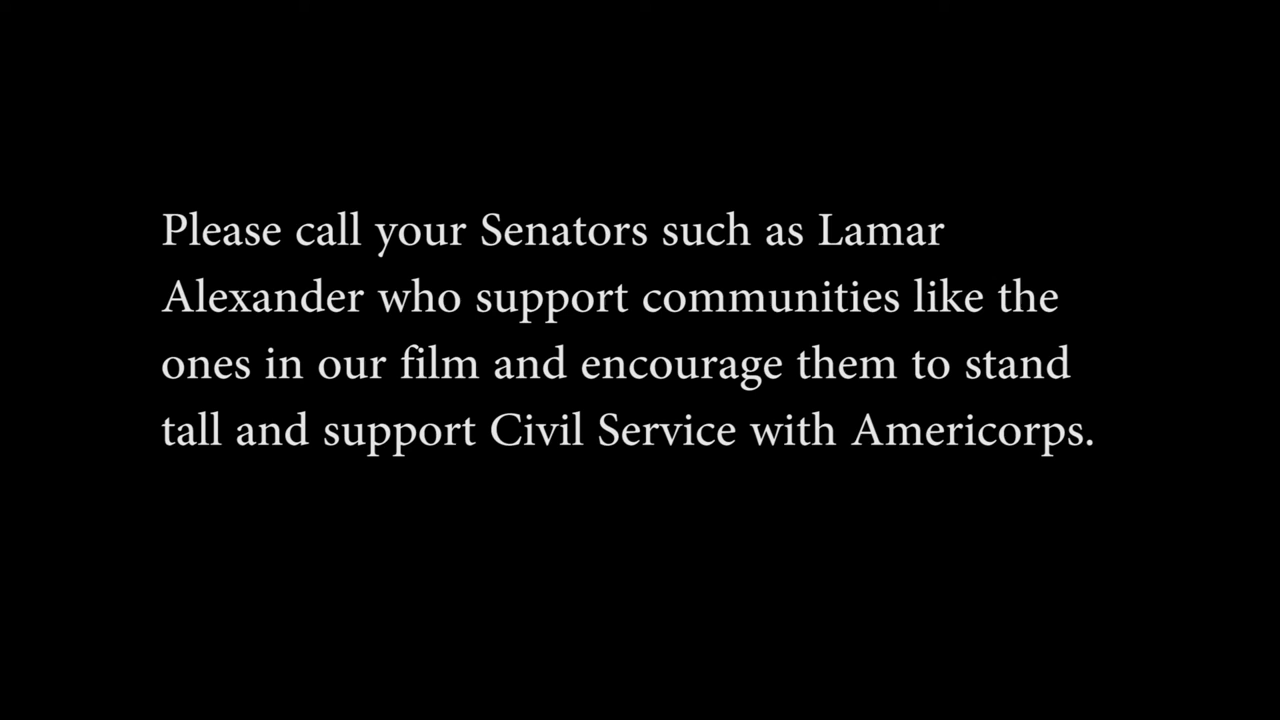 Please call your Senators such as Lamar
Alexander who support communities like the
ones in our film and encourage them to stand
tall and support Civil Service with Americorps.